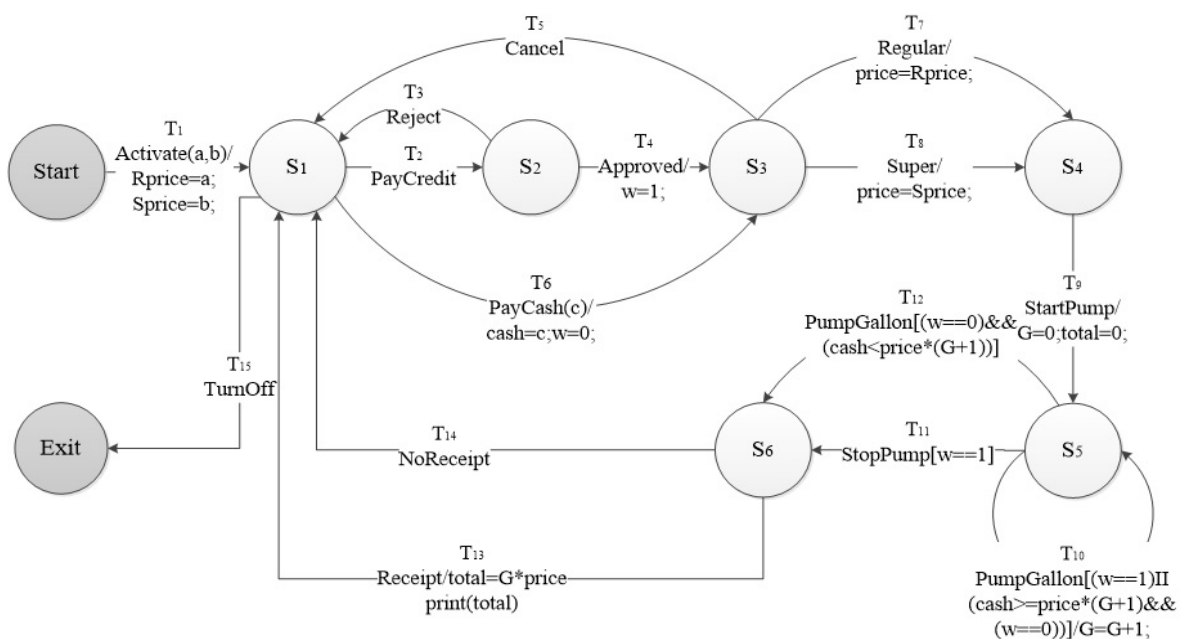 T5
Cancel
T7
Regular/
price=Rprice;
T3
Reject
T1
Activate(a,b)/
Rprice=a;
Sprice=b;
T2
PayCredit
T4
Approved/
w=1;
T8
Super/
price=Sprice;
Start
S1
S2
S3
S4
T6
PayCash(c)/
cash=c;w=0;
T9
StartPump/
G=0;total=0;
T12
PumpGallon[(w==0)&&
(cash<price*(G+1))]
T15
TurnOff
Exit
T14
NoReceipt
S6
T11
StopPump[w==1]
S5
T13
Receipt/total=G*price
print(total)
T10
PumpGallon[(w==1)II
(cash>=price*(G+1)&&
(w==0))]/G=G+1;